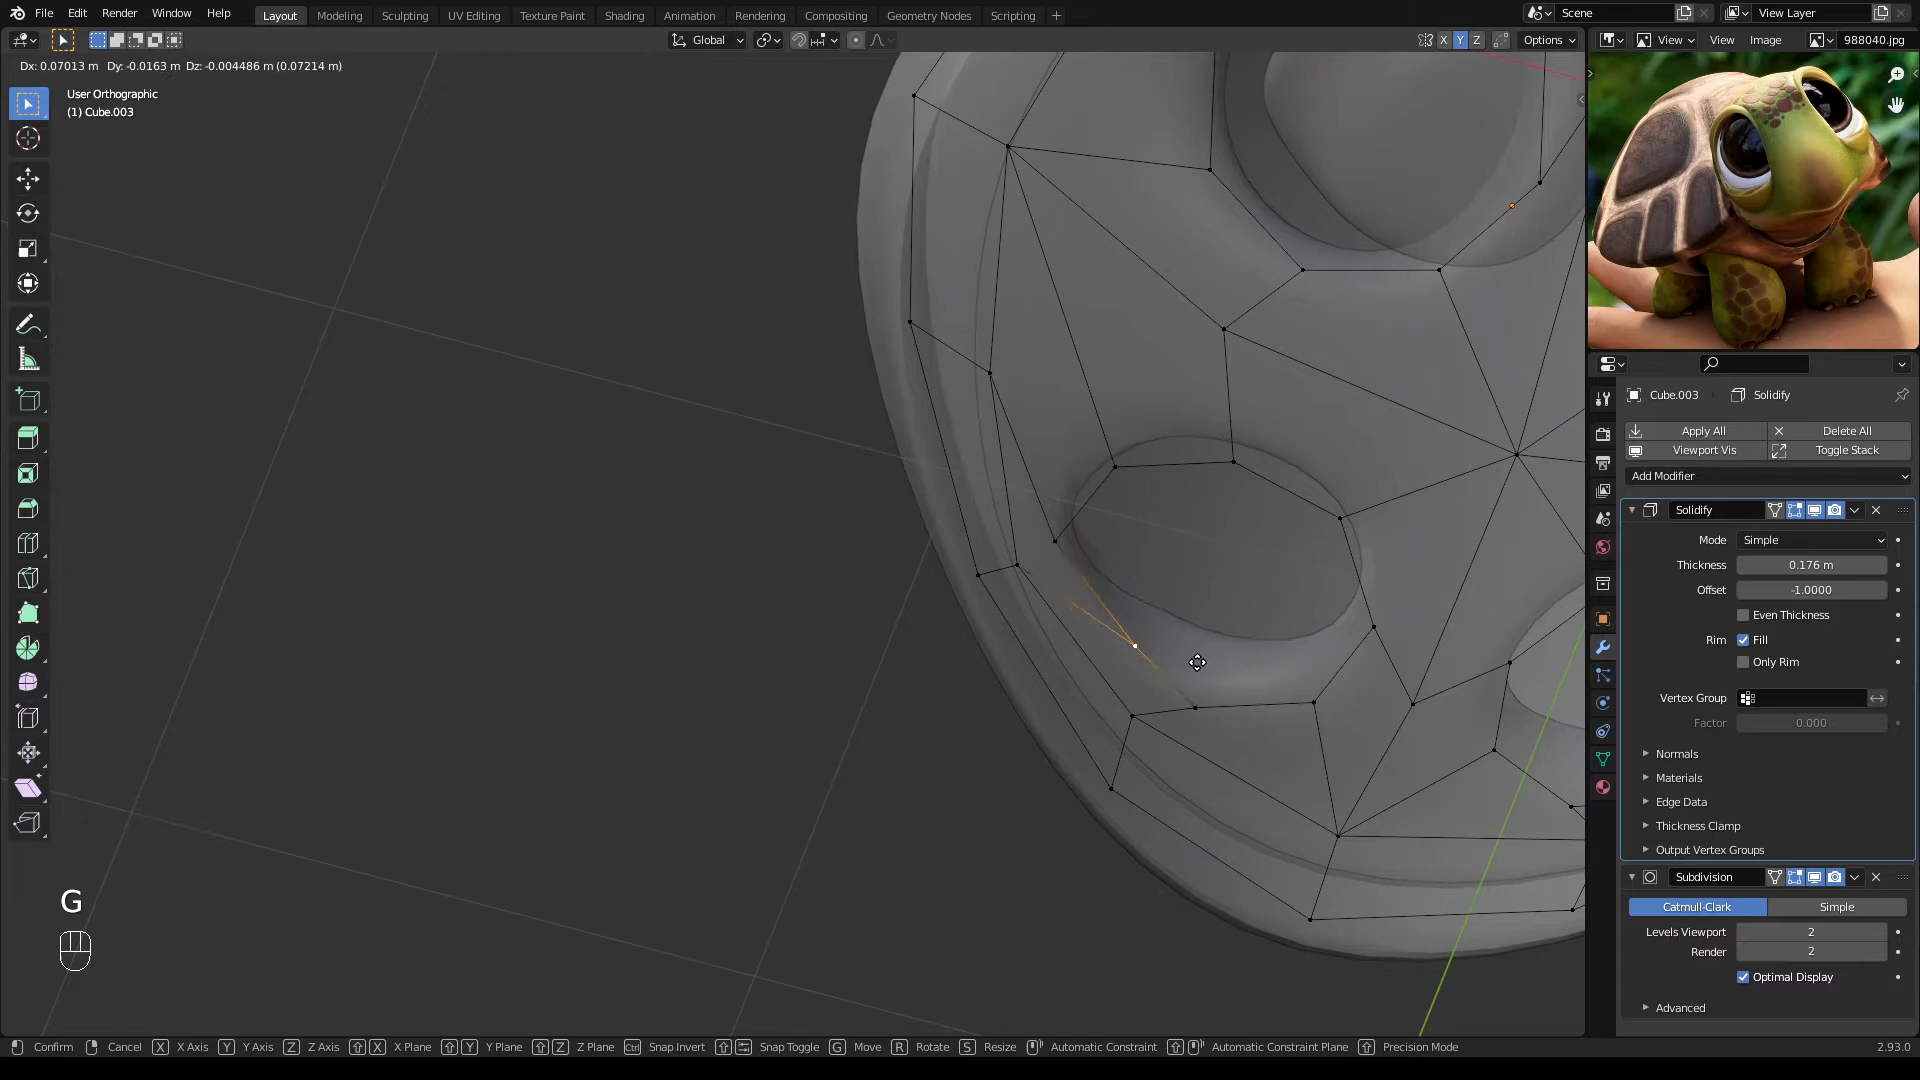 File Edit Render Window Help Layout Modeling Sculpting UV Editing Texture Paint Shading Animation Rendering Compositing Geometry Nodes Scripting + Scene View Layer
Global X Y Z Options View View Image 988040.jpg
Dx: 0.07013 m Dy: -0.0163 m Dz: -0.004486 m (0.07214 m)
User Orthographic
(1) Cube.003
Cube.003 Solidify
Apply All Delete All
Viewport Vis Toggle Stack
Add Modifier
Solidify
Mode Simple
Thickness 0.176 m
Offset -1.0000
Even Thickness
Rim Fill
Only Rim
Vertex Group
Factor 0.000
Normals
Materials
Edge Data
Thickness Clamp
Output Vertex Groups
Subdivision
Catmull-Clark Simple
Levels Viewport 2
Render 2
Optimal Display
Advanced
G
Confirm Cancel X X Axis Y Y Axis Z Z Axis X X Plane Y Y Plane Z Z Plane Ctrl Snap Invert Snap Toggle G Move R Rotate S Resize Automatic Constraint Automatic Constraint Plane Precision Mode 2.93.0